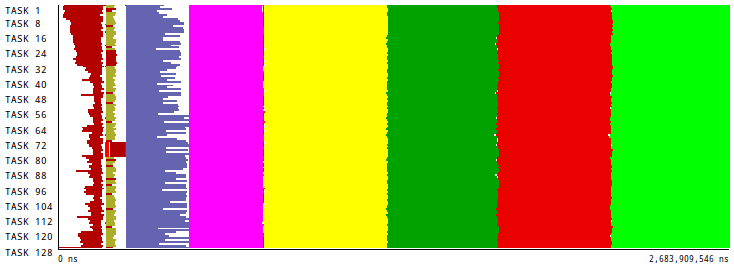 TASK 1
TASK 8
TASK 16
TASK 24
TASK 32
TASK 40
TASK 48
TASK 56
TASK 64
TASK 72
TASK 80
TASK 88
TASK 96
TASK 104
TASK 112
TASK 120
TASK 128
0 ns 2,683,909,546 ns